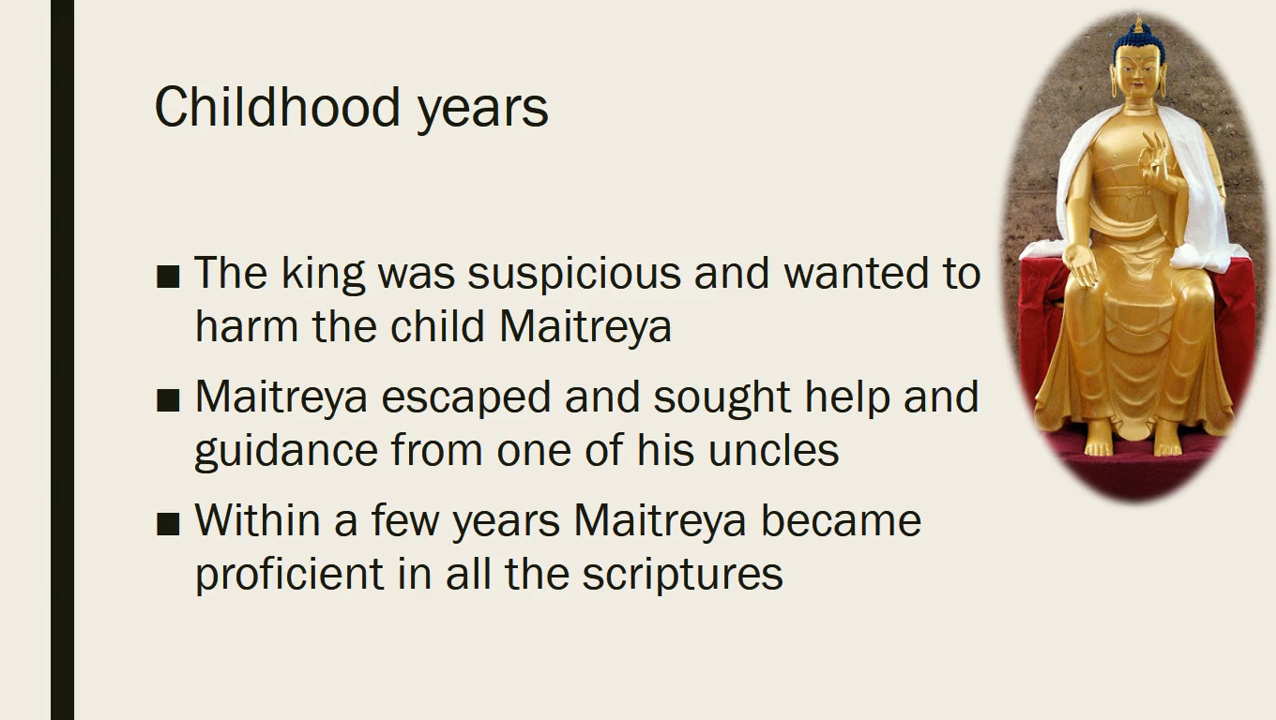 Childhood years
■ The king was suspicious and wanted to
harm the child Maitreya
■ Maitreya escaped and sought help and
guidance from one of his uncles
■ Within a few years Maitreya became
proficient in all the scriptures